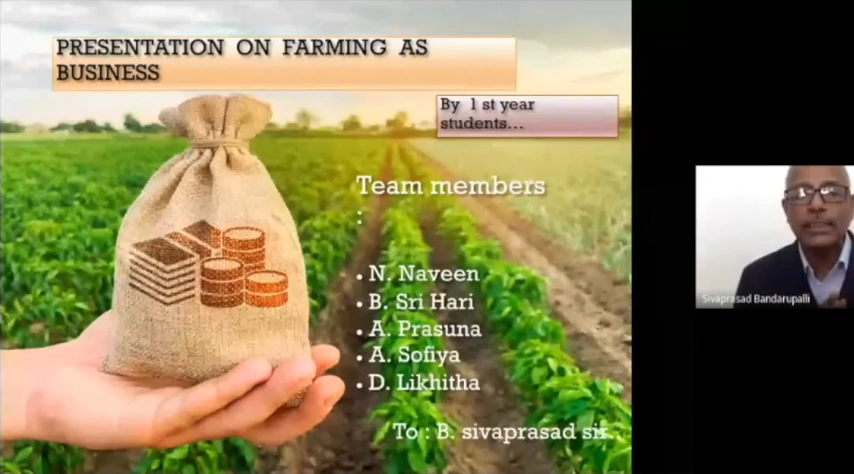 PRESENTATION ON FARMING AS
BUSINESS
By 1 st year
students...
Team members
:
• N. Naveen
• B. Sri Hari
• A. Prasuna
• A. Sofiya
• D. Likhitha
To : B. sivaprasad sir..
Sivaprasad Bandarupalli